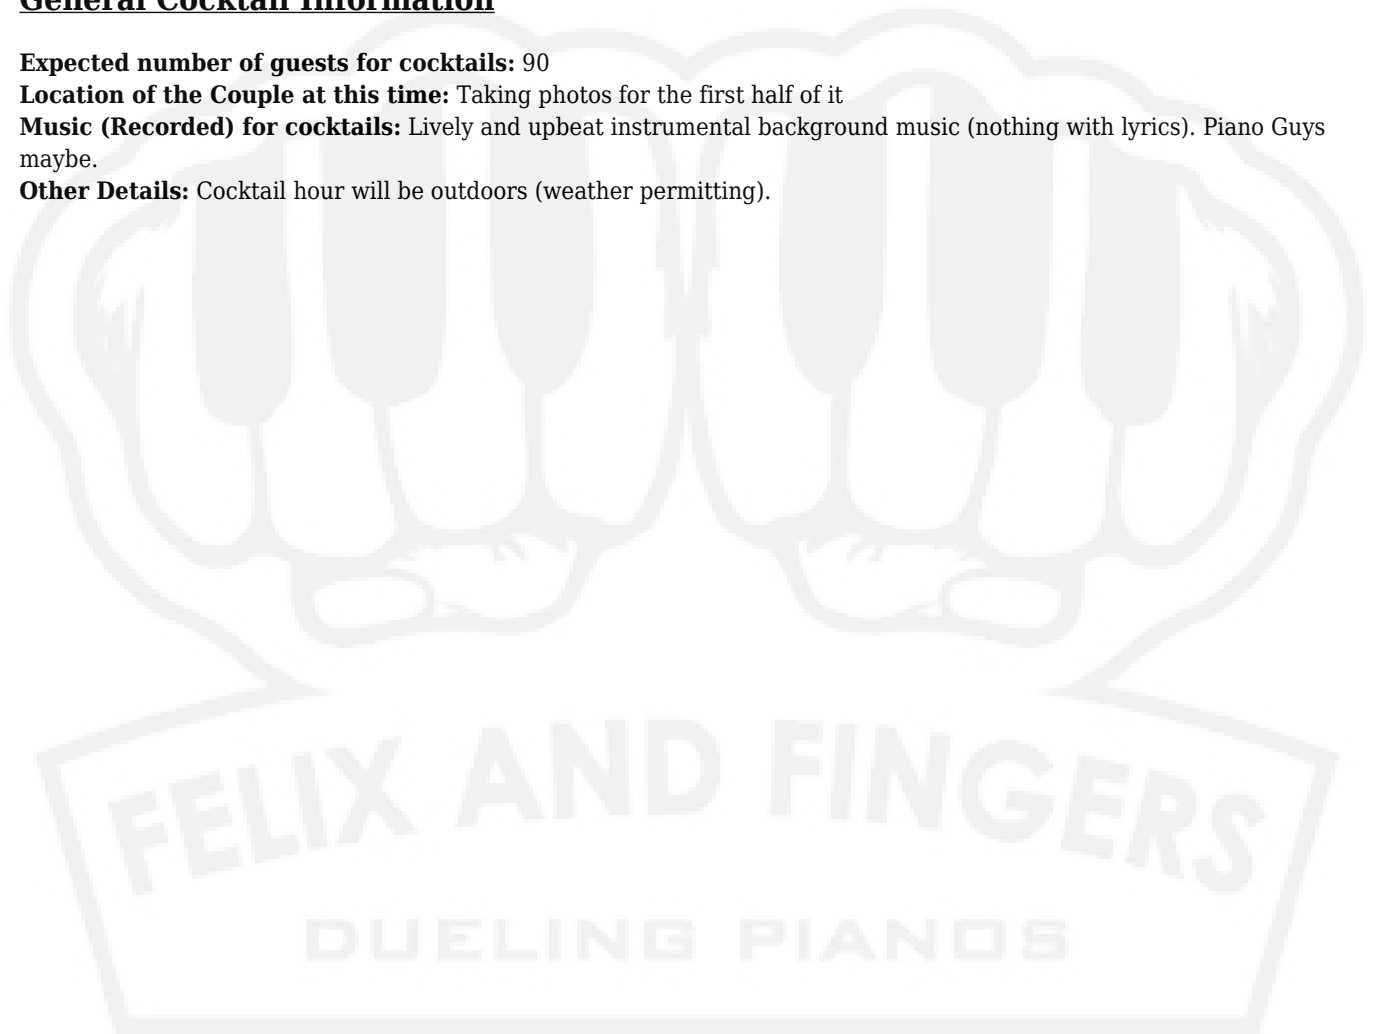 General Cocktail Information
Expected number of guests for cocktails: 90
Location of the Couple at this time: Taking photos for the first half of it
Music (Recorded) for cocktails: Lively and upbeat instrumental background music (nothing with lyrics). Piano Guys
maybe.
Other Details: Cocktail hour will be outdoors (weather permitting).
FELIX AND FINGERS
DUELING PIANOS